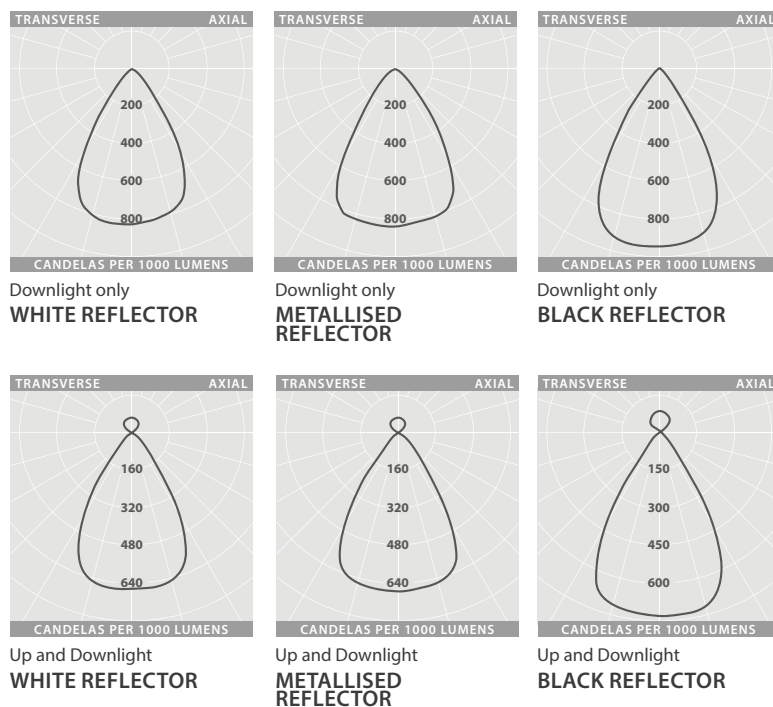 TRANSVERSE AXIAL
200
400
600
800
CANDELAS PER 1000 LUMENS
Downlight only
WHITE REFLECTOR
TRANSVERSE AXIAL
200
400
600
800
CANDELAS PER 1000 LUMENS
Downlight only
METALLISED
REFLECTOR
TRANSVERSE AXIAL
200
400
600
800
CANDELAS PER 1000 LUMENS
Downlight only
BLACK REFLECTOR
TRANSVERSE AXIAL
160
320
480
640
CANDELAS PER 1000 LUMENS
Up and Downlight
WHITE REFLECTOR
TRANSVERSE AXIAL
160
320
480
640
CANDELAS PER 1000 LUMENS
Up and Downlight
METALLISED
REFLECTOR
TRANSVERSE AXIAL
150
300
450
600
CANDELAS PER 1000 LUMENS
Up and Downlight
BLACK REFLECTOR